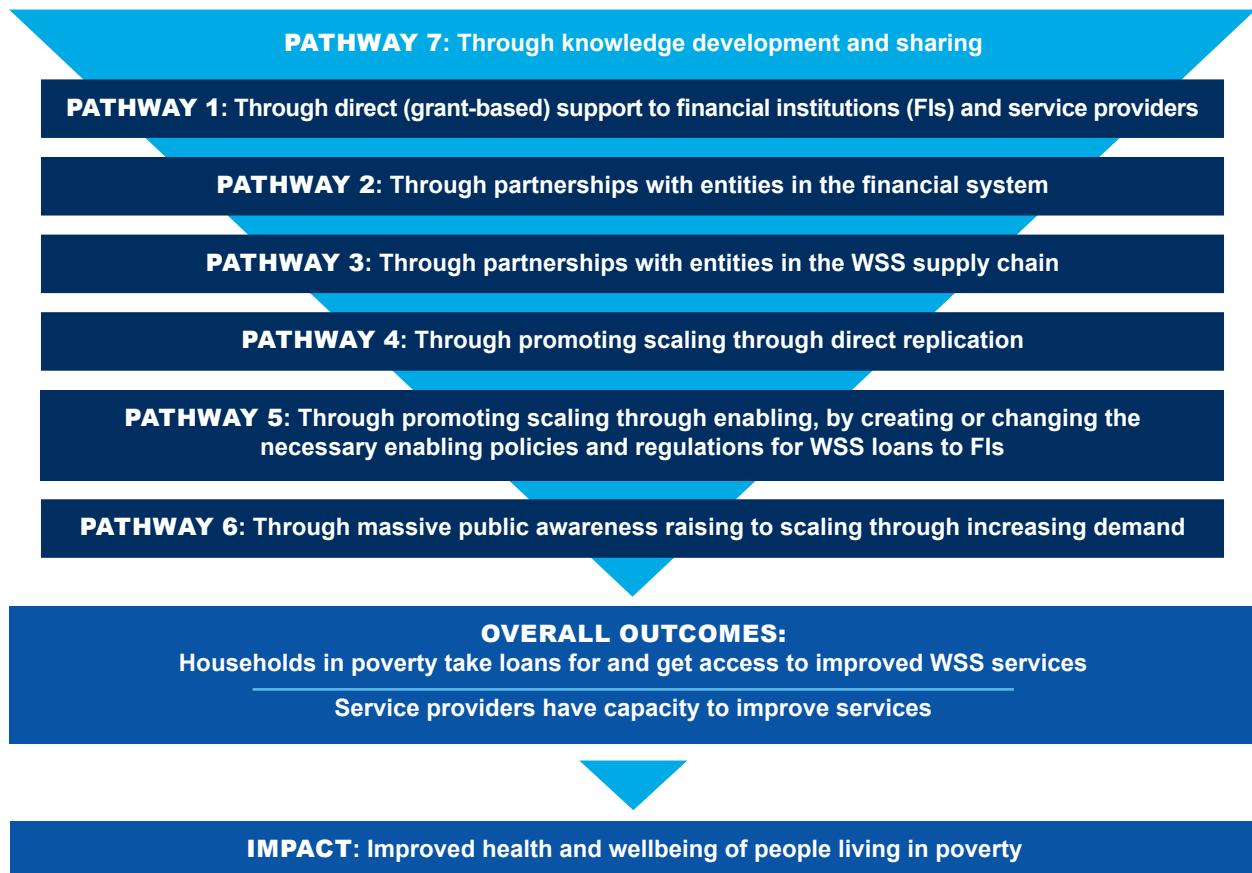 PATHWAY 7: Through knowledge development and sharing
PATHWAY 1: Through direct (grant-based) support to financial institutions (FIs) and service providers
PATHWAY 2: Through partnerships with entities in the financial system
PATHWAY 3: Through partnerships with entities in the WSS supply chain
PATHWAY 4: Through promoting scaling through direct replication
PATHWAY 5: Through promoting scaling through enabling, by creating or changing the
necessary enabling policies and regulations for WSS loans to FIs
PATHWAY 6: Through massive public awareness raising to scaling through increasing demand
OVERALL OUTCOMES:
Households in poverty take loans for and get access to improved WSS services
Service providers have capacity to improve services
IMPACT: Improved health and wellbeing of people living in poverty